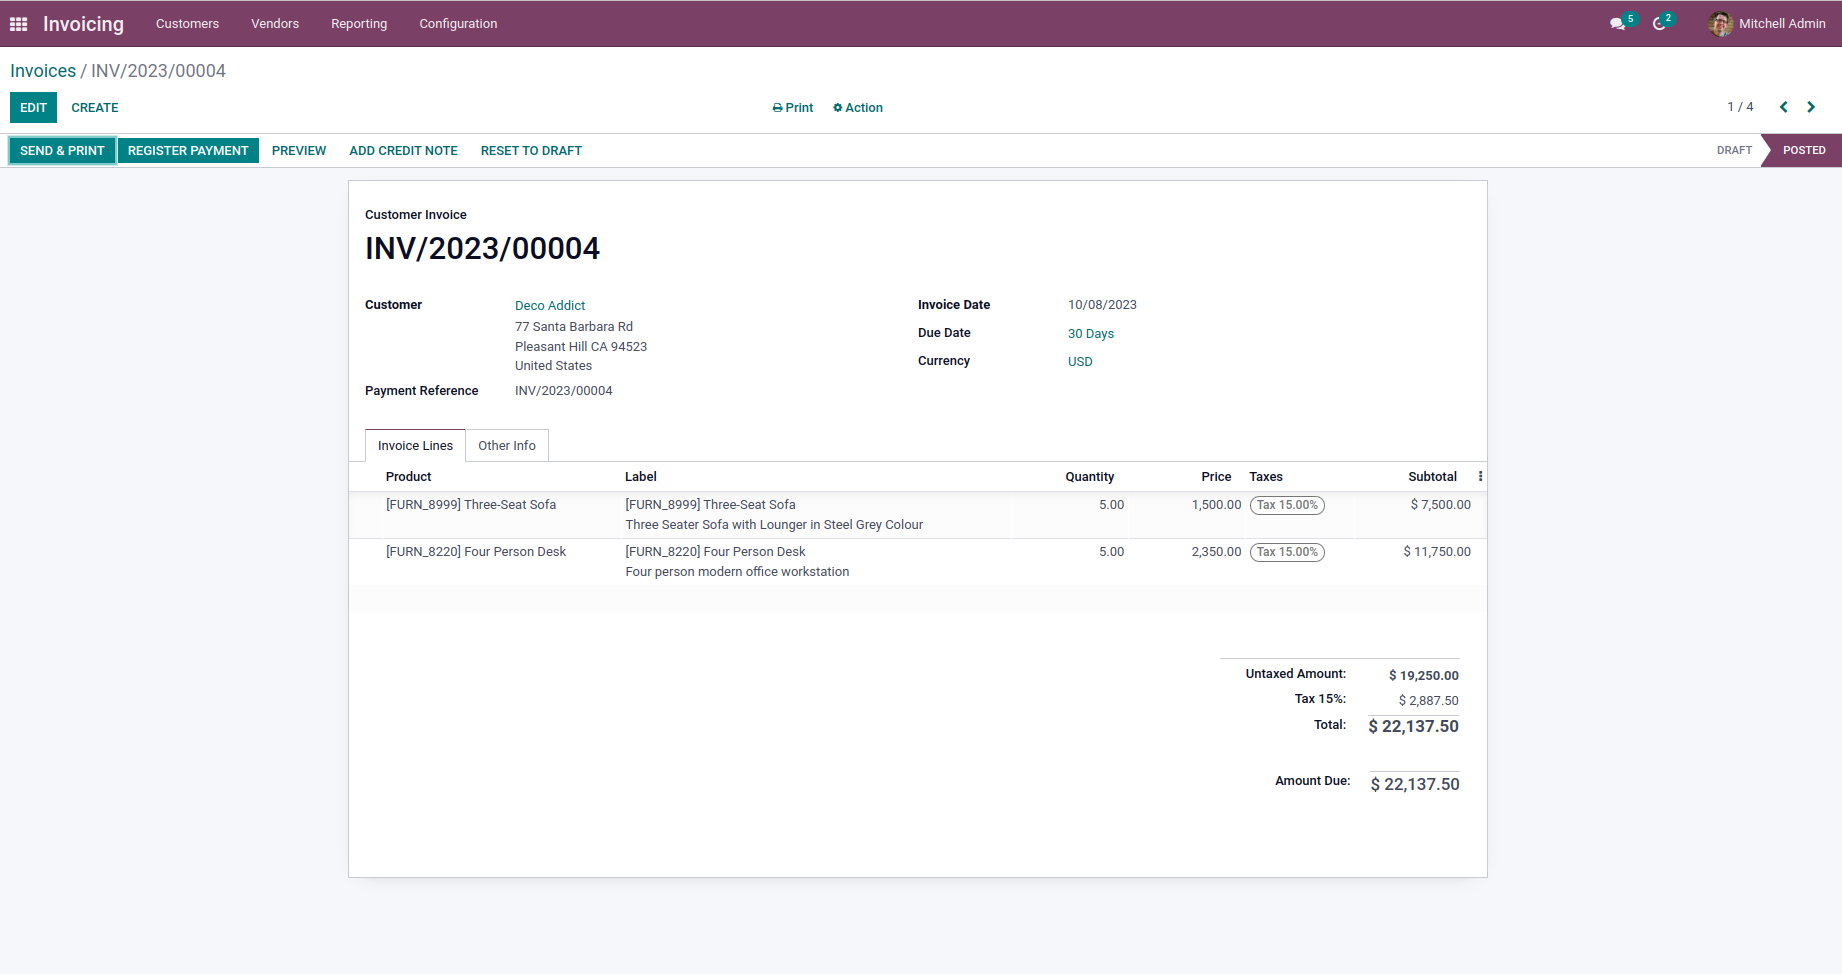 Invoicing Customers Vendors Reporting Configuration 5 2 Mitchell Admin
Invoices / INV/2023/00004
EDIT CREATE Print Action 1 / 4
SEND & PRINT REGISTER PAYMENT PREVIEW ADD CREDIT NOTE RESET TO DRAFT DRAFT POSTED
Customer Invoice
INV/2023/00004
Customer Deco Addict Invoice Date 10/08/2023
77 Santa Barbara Rd Due Date 30 Days
Pleasant Hill CA 94523
United States Currency USD
Payment Reference INV/2023/00004
Invoice Lines Other Info
Product Label Quantity Price Taxes Subtotal
[FURN_8999] Three-Seat Sofa [FURN_8999] Three-Seat Sofa 5.00 1,500.00 Tax 15.00% $ 7,500.00
Three Seater Sofa with Lounger in Steel Grey Colour
[FURN_8220] Four Person Desk [FURN_8220] Four Person Desk 5.00 2,350.00 Tax 15.00% $ 11,750.00
Four person modern office workstation
Untaxed Amount: $ 19,250.00
Tax 15%: $ 2,887.50
Total: $ 22,137.50
Amount Due: $ 22,137.50